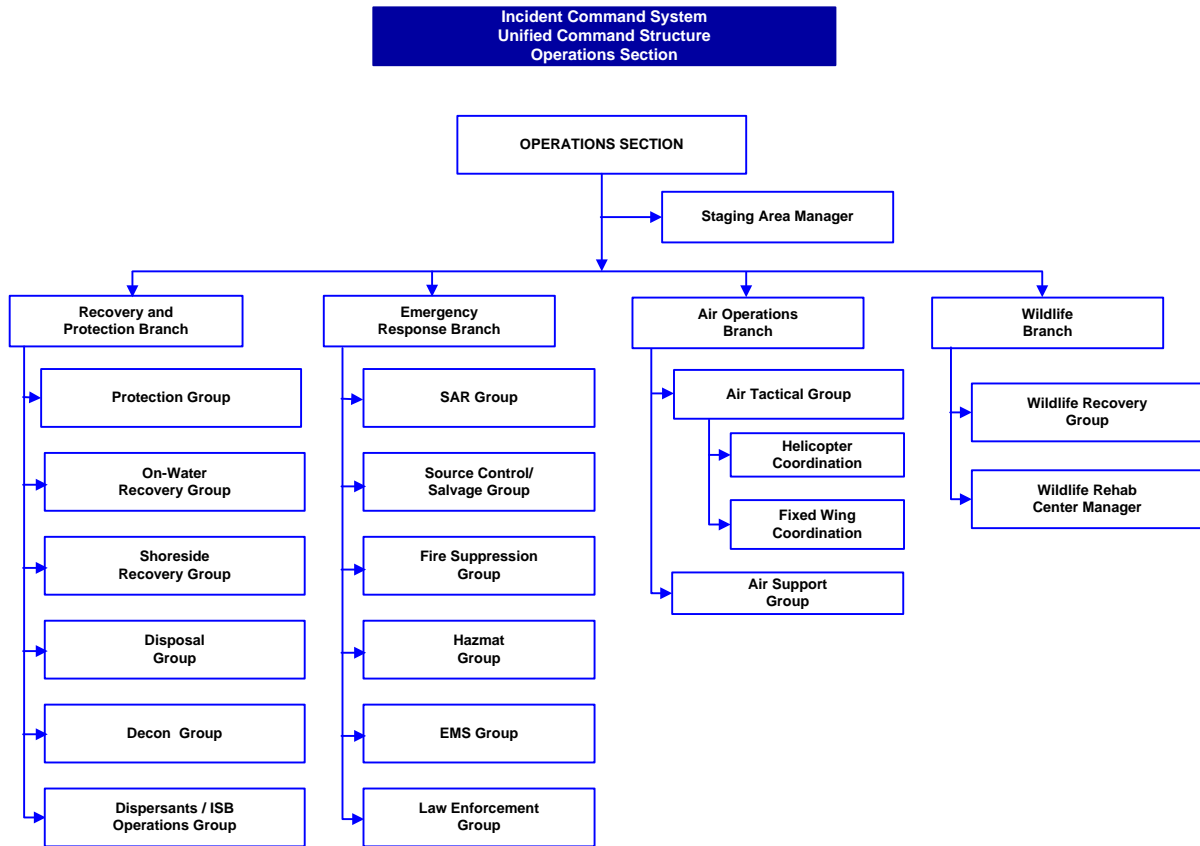 Incident Command System
Unified Command Structure
Operations Section
OPERATIONS SECTION
Staging Area Manager
Recovery and
Protection Branch
Protection Group
On-Water
Recovery Group
Shoreside
Recovery Group
Disposal
Group
Decon  Group
Dispersants / ISB
Operations Group
Emergency
Response Branch
SAR Group
Source Control/
Salvage Group
Fire Suppression
Group
Hazmat
Group
EMS Group
Law Enforcement
Group
Air Operations
Branch
Air Tactical Group
Helicopter
Coordination
Fixed Wing
Coordination
Air Support
Group
Wildlife
Branch
Wildlife Recovery
Group
Wildlife Rehab
Center Manager